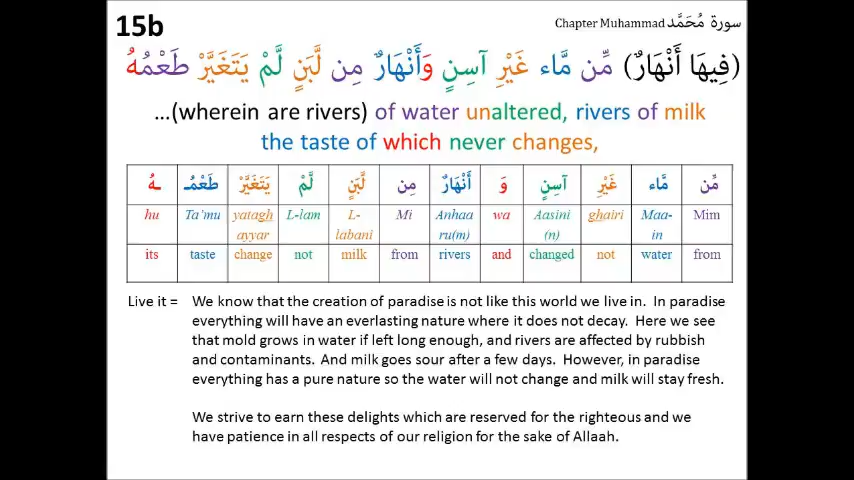 15b
Chapter Muhammad سورة مُحَمَّد
(فِيهَا أَنْهَارٌ) مِّن مَّاء غَيْرِ آسِنٍ وَأَنْهَارٌ مِن لَّبَنٍ لَّمْ يَتَغَيَّرْ طَعْمُهُ
...(wherein are rivers) of water unaltered, rivers of milk
the taste of which never changes,
ـهُ طَعْمُـ يَتَغَيَّرْ لَّمْ لَّبَنٍ مِن أَنْهَارٌ وَ آسِنٍ غَيْرِ مَّاء مِّن
hu Ta’mu yatagh L-lam L- Mi Anhaa wa Aasini ghairi Maa- Mim
ayyar labani ru(m) (n) in
its taste change not milk from rivers and changed not water from
Live it = We know that the creation of paradise is not like this world we live in. In paradise
everything will have an everlasting nature where it does not decay. Here we see
that mold grows in water if left long enough, and rivers are affected by rubbish
and contaminants. And milk goes sour after a few days. However, in paradise
everything has a pure nature so the water will not change and milk will stay fresh.
We strive to earn these delights which are reserved for the righteous and we
have patience in all respects of our religion for the sake of Allaah.